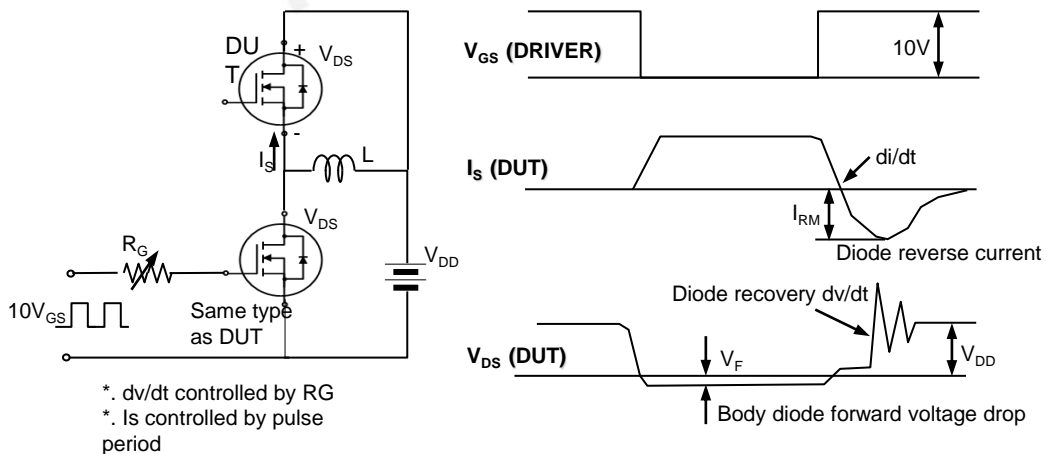 DU
T
+
V_DS
-
I_S
L
V_DS
R_G
V_DD
10V_GS
Same type
as DUT
*. dv/dt controlled by RG
*. Is controlled by pulse
period
V_GS (DRIVER)
10V
I_S (DUT)
di/dt
I_RM
Diode reverse current
Diode recovery dv/dt
V_DS (DUT)
V_F
V_DD
Body diode forward voltage drop